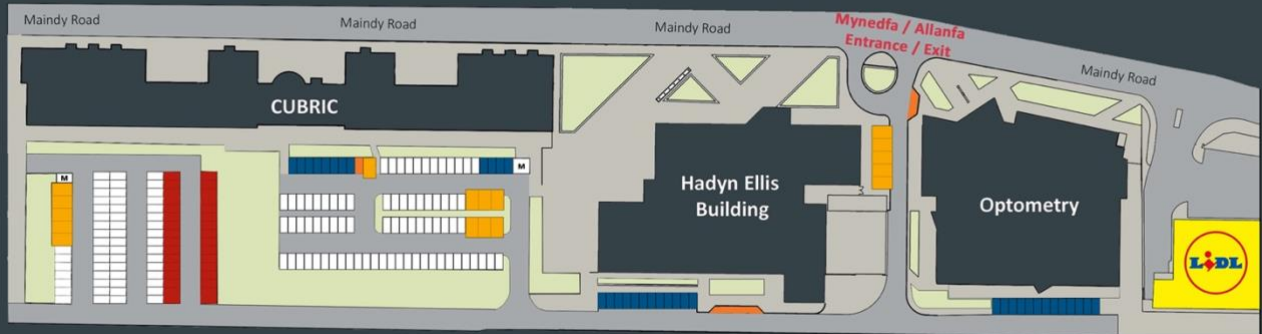 Maindy Road
Maindy Road
Maindy Road
Mynedfa / Allanfa
Entrance / Exit
Maindy Road
CUBRIC
M
M
Hadyn Ellis
Building
Optometry
LIDL